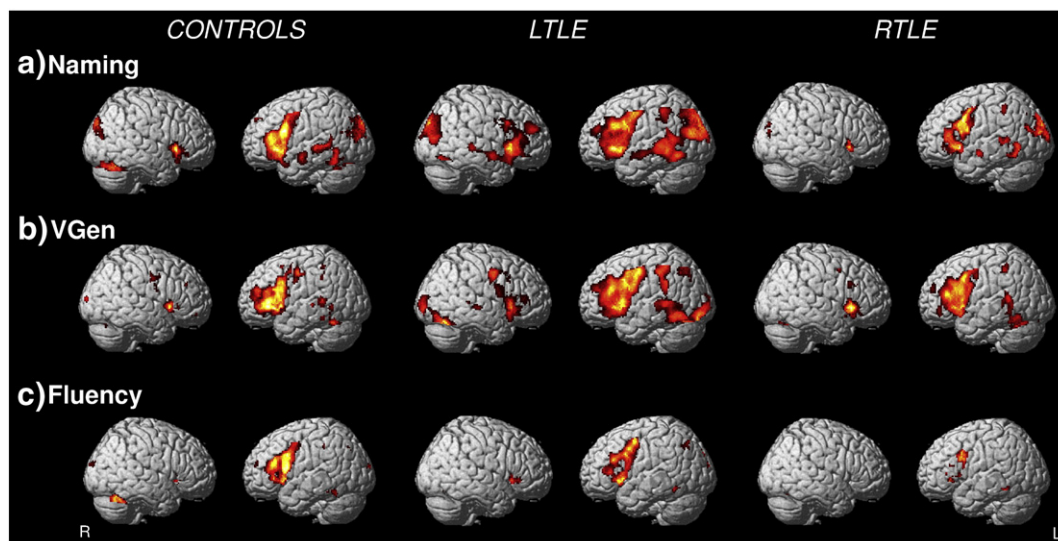 CONTROLS LTLE RTLE
a) Naming
b) VGen
c) Fluency
R L